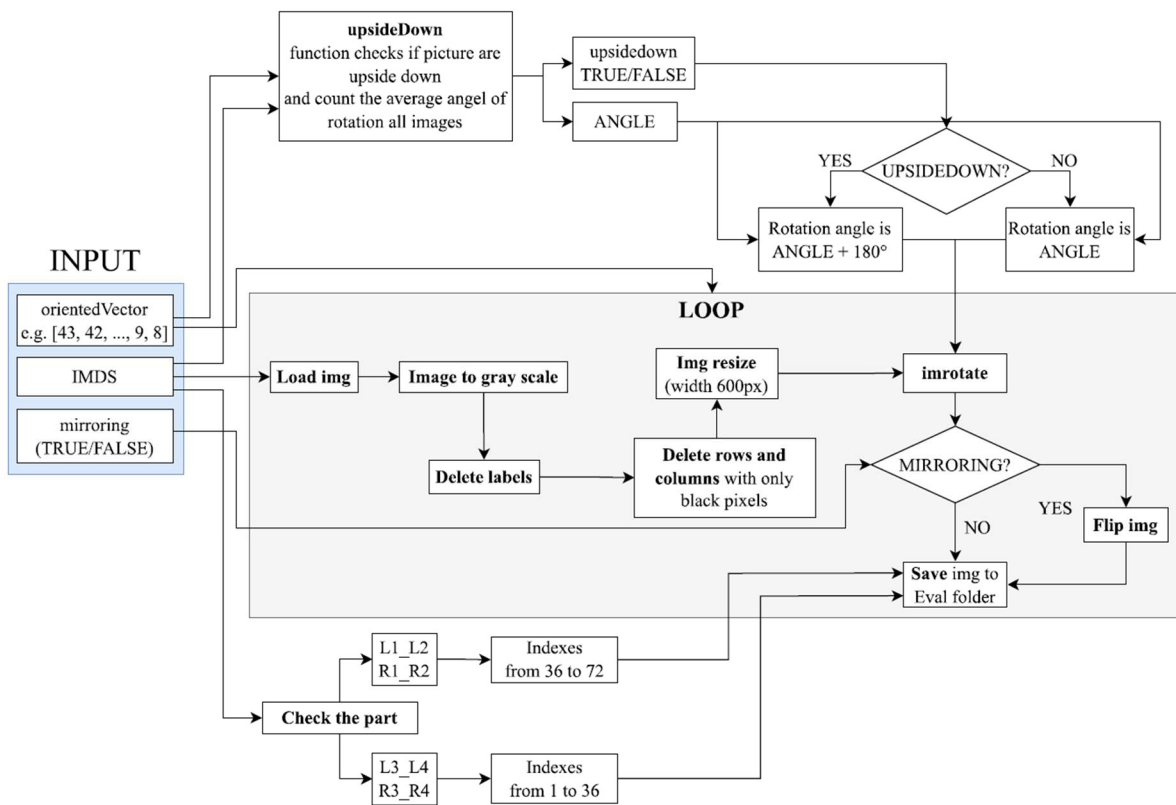 upsideDown
function checks if picture are
upside down
and count the average angel of
rotation all images
upsidedown
TRUE/FALSE
ANGLE
YES
UPSIDEDOWN?
NO
Rotation angle is
ANGLE + 180°
Rotation angle is
ANGLE
INPUT
orientedVector
e.g. [43, 42, ..., 9, 8]
IMDS
mirroring
(TRUE/FALSE)
LOOP
Load img
Image to gray scale
Img resize
(width 600px)
imrotate
Delete labels
Delete rows and
columns with only
black pixels
MIRRORING?
YES
NO
Flip img
Save img to
Eval folder
L1_L2
R1_R2
Indexes
from 36 to 72
Check the part
L3_L4
R3_R4
Indexes
from 1 to 36